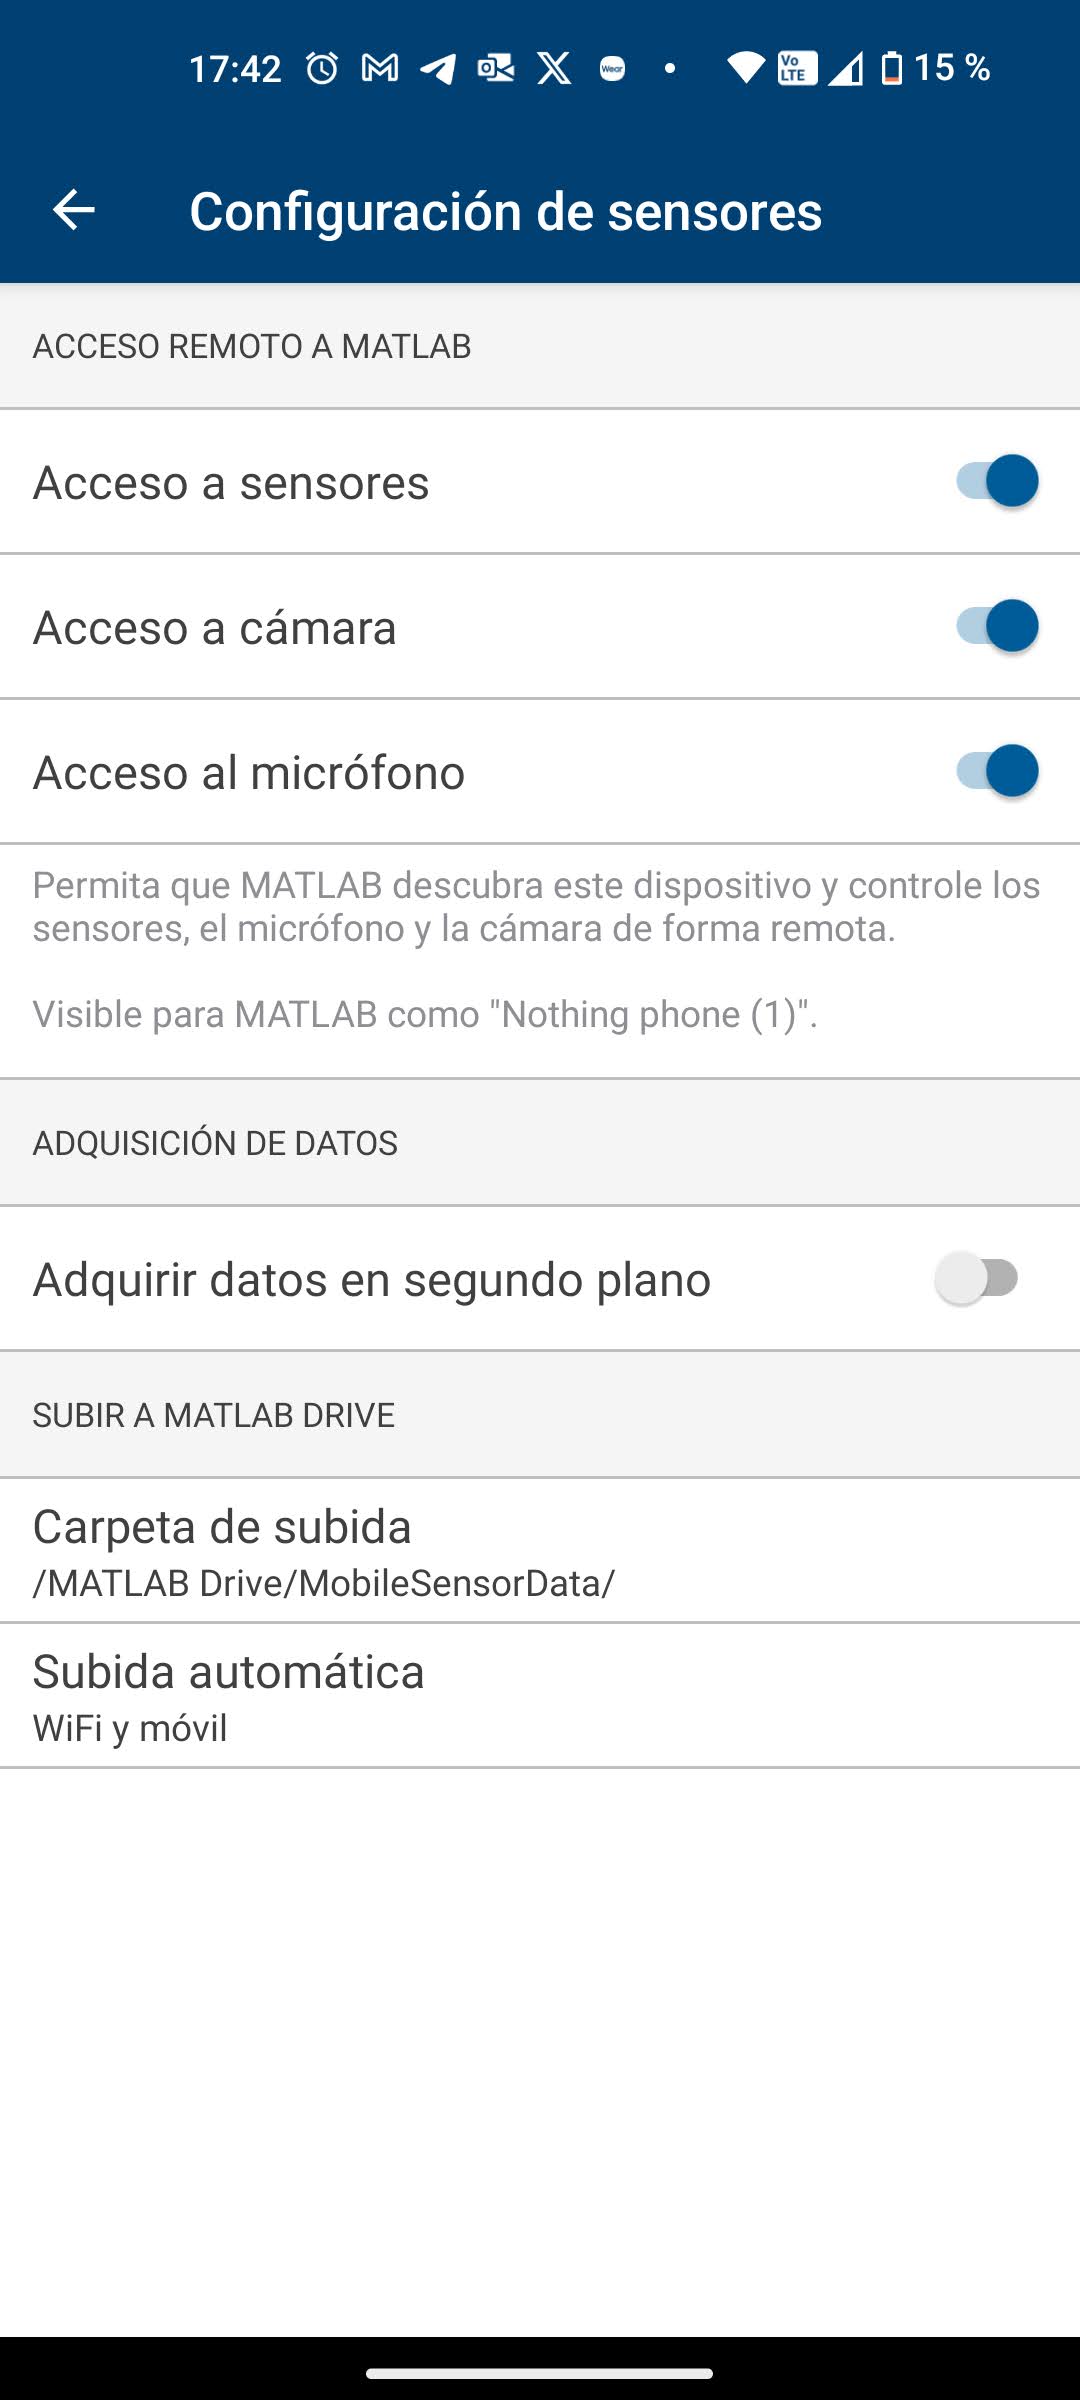 17:42 Wear Vo LTE 15 %
Configuración de sensores
ACCESO REMOTO A MATLAB
Acceso a sensores
Acceso a cámara
Acceso al micrófono
Permita que MATLAB descubra este dispositivo y controle los
sensores, el micrófono y la cámara de forma remota.
Visible para MATLAB como "Nothing phone (1)".
ADQUISICIÓN DE DATOS
Adquirir datos en segundo plano
SUBIR A MATLAB DRIVE
Carpeta de subida
/MATLAB Drive/MobileSensorData/
Subida automática
WiFi y móvil